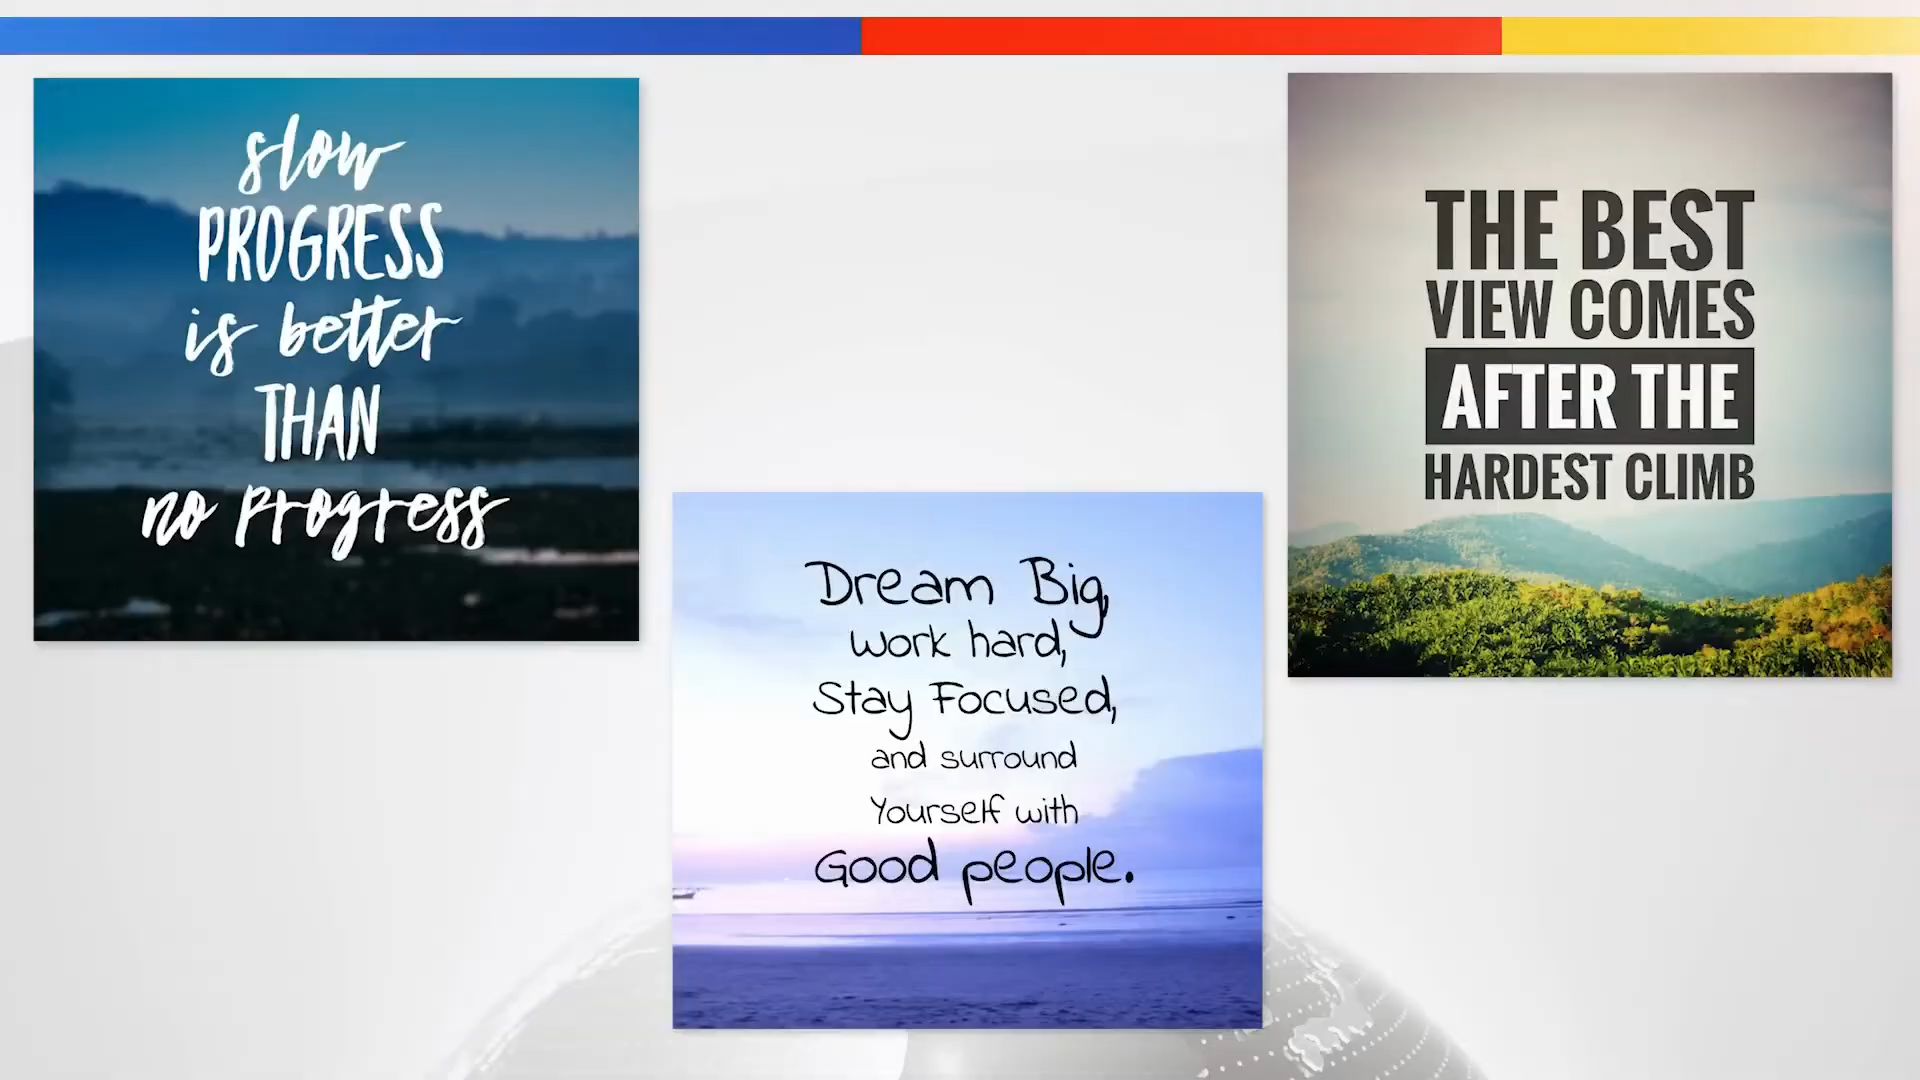 slow
PROGRESS
is better
THAN
no Progress
Dream Big,
work hard,
Stay Focused,
and surround
Yourself with
Good people.
THE BEST
VIEW COMES
AFTER THE
HARDEST CLIMB